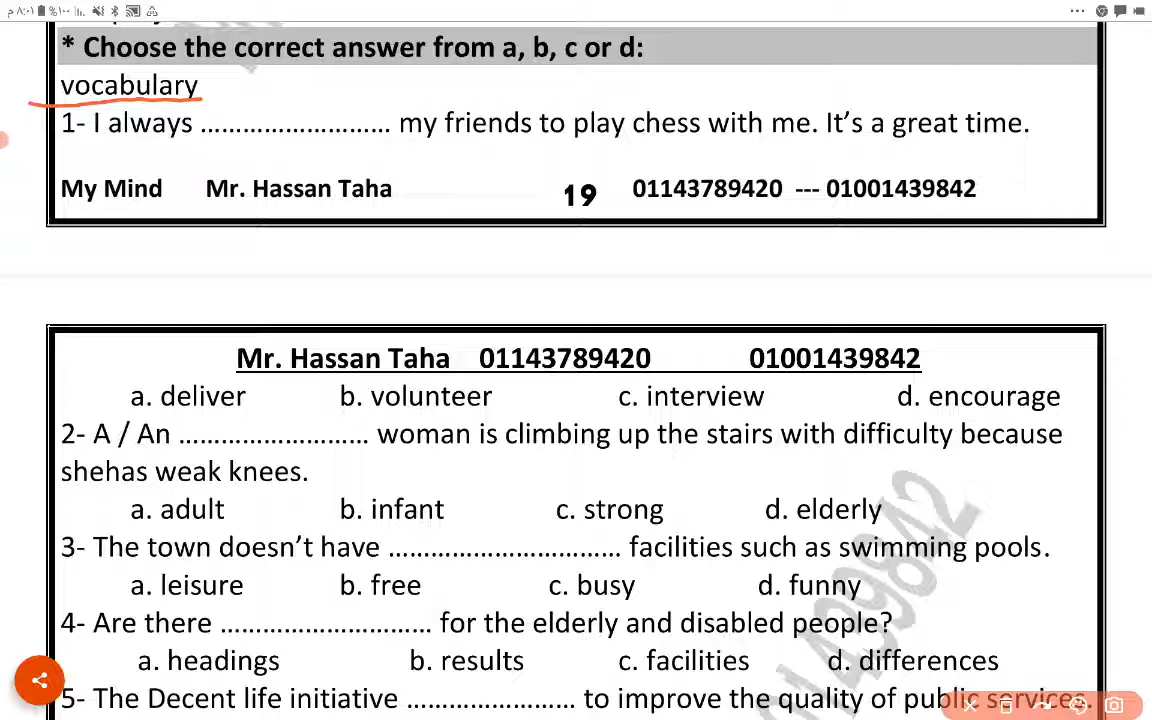 م ٨:٠١ %١٠٠
* Choose the correct answer from a, b, c or d:
vocabulary
1- I always ............................ my friends to play chess with me. It's a great time.
My Mind Mr. Hassan Taha 19 01143789420 --- 01001439842
Mr. Hassan Taha 01143789420 01001439842
a. deliver b. volunteer c. interview d. encourage
2- A / An ............................ woman is climbing up the stairs with difficulty because
shehas weak knees.
a. adult b. infant c. strong d. elderly
3- The town doesn't have ................................. facilities such as swimming pools.
a. leisure b. free c. busy d. funny
4- Are there .............................. for the elderly and disabled people?
a. headings b. results c. facilities d. differences
5- The Decent life initiative ........................ to improve the quality of public services.